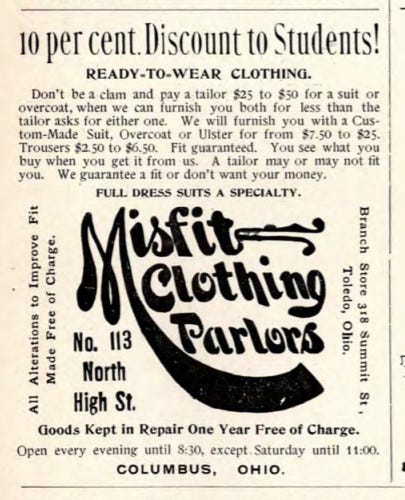 10 per cent. Discount to Students!
READY-TO-WEAR CLOTHING.
Don't be a clam and pay a tailor $25 to $50 for a suit or
overcoat, when we can furnish you both for less than the
tailor asks for either one. We will furnish you with a Cus-
tom-Made Suit, Overcoat or Ulster for from $7.50 to $25.
Trousers $2.50 to $6.50. Fit guaranteed. You see what you
buy when you get it from us. A tailor may or may not fit
you. We guarantee a fit or don't want your money.
FULL DRESS SUITS A SPECIALTY.
All Alterations to Improve Fit
Made Free of Charge.
Misfit
Clothing
Parlors
No. 113
North
High St.
Branch Store 318 Summit St.,
Toledo, Ohio.
Goods Kept in Repair One Year Free of Charge.
Open every evening until 8:30, except Saturday until 11:00.
COLUMBUS, OHIO.